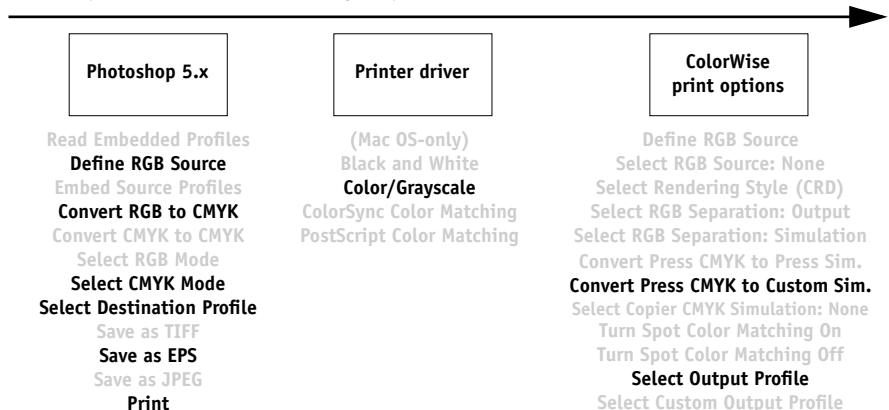 Photoshop 5.x
Read Embedded Profiles
Define RGB Source
Embed Source Profiles
Convert RGB to CMYK
Convert CMYK to CMYK
Select RGB Mode
Select CMYK Mode
Select Destination Profile
Save as TIFF
Save as EPS
Save as JPEG
Print
Printer driver
(Mac OS-only)
Black and White
Color/Grayscale
ColorSync Color Matching
PostScript Color Matching
ColorWise
print options
Define RGB Source
Select RGB Source: None
Select Rendering Style (CRD)
Select RGB Separation: Output
Select RGB Separation: Simulation
Convert Press CMYK to Press Sim.
Convert Press CMYK to Custom Sim.
Select Copier CMYK Simulation: None
Turn Spot Color Matching On
Turn Spot Color Matching Off
Select Output Profile
Select Custom Output Profile